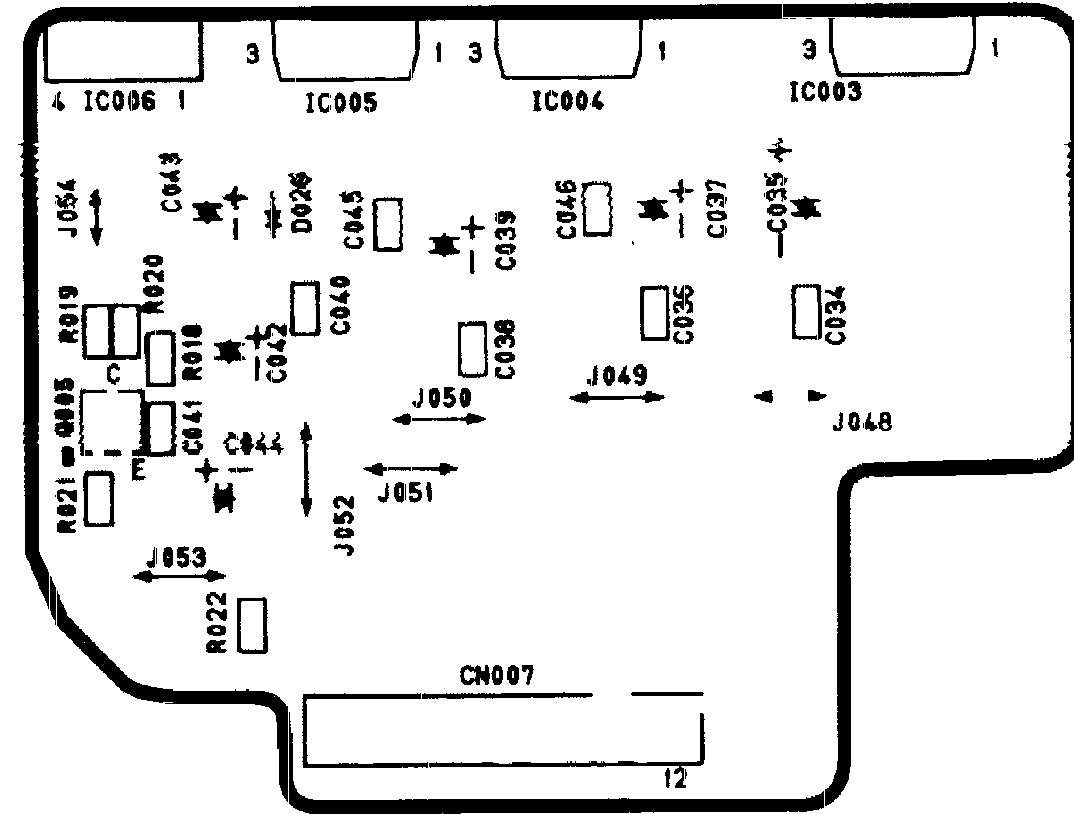 3 1 3 1 3 1
4 IC006 1 IC005 IC004 IC003
C043
J054
+
-
D026
C045
+
-
C039
C046
+
-
C037
+
C035
-
R020
R019
C040
C036
C034
R018
+
-
C042
C038
C
J050
J049
J048
Q005
C041
C044
+ -
E
J051
R021
J052
J053
R022
CN007
12